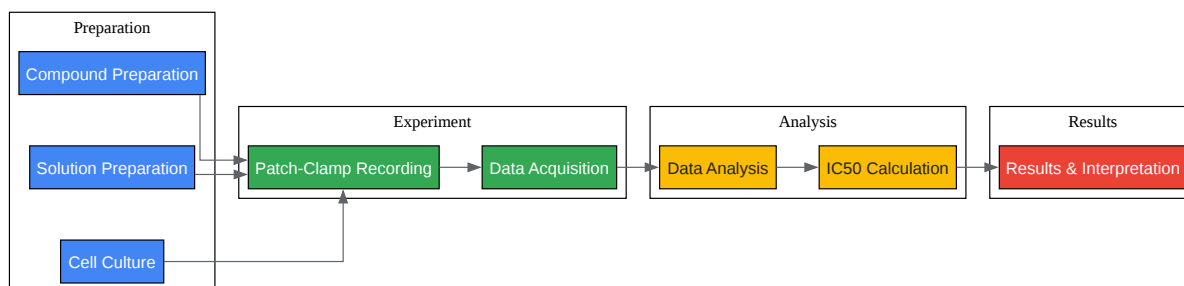 Preparation
Compound Preparation
Solution Preparation
Cell Culture
Experiment
Patch-Clamp Recording
Data Acquisition
Analysis
Data Analysis
IC50 Calculation
Results
Results & Interpretation